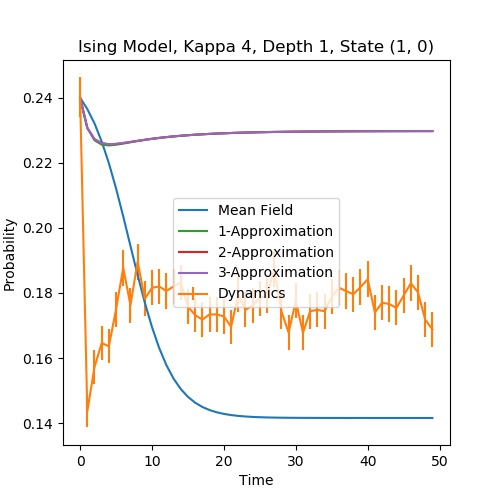 Ising Model, Kappa 4, Depth 1, State (1, 0)
0.24
0.22
0.20
0.18
0.16
0.14
Probability
Mean Field
1-Approximation
2-Approximation
3-Approximation
Dynamics
0 10 20 30 40 50
Time